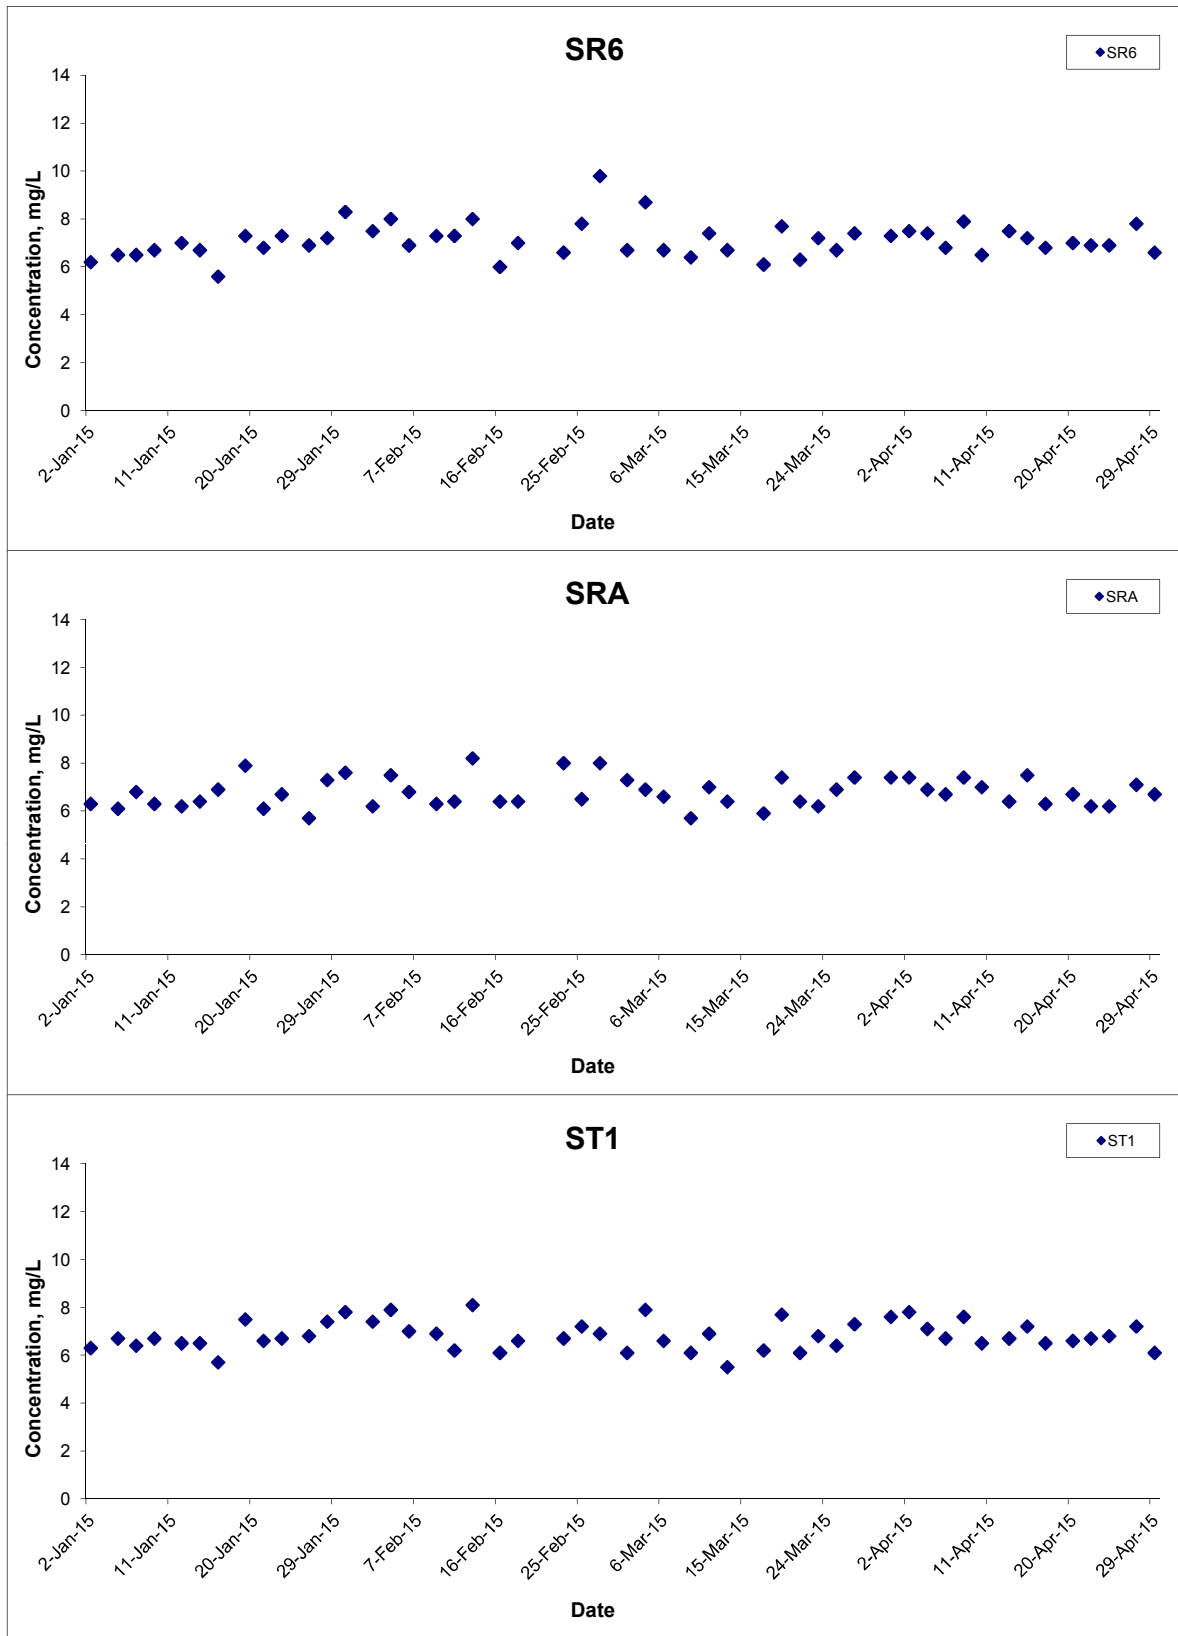 SR6
SR6
Concentration, mg/L
14
12
10
8
6
4
2
0
2-Jan-15
11-Jan-15
20-Jan-15
29-Jan-15
7-Feb-15
16-Feb-15
25-Feb-15
6-Mar-15
15-Mar-15
24-Mar-15
2-Apr-15
11-Apr-15
20-Apr-15
29-Apr-15
Date
SRA
SRA
Concentration, mg/L
14
12
10
8
6
4
2
0
2-Jan-15
11-Jan-15
20-Jan-15
29-Jan-15
7-Feb-15
16-Feb-15
25-Feb-15
6-Mar-15
15-Mar-15
24-Mar-15
2-Apr-15
11-Apr-15
20-Apr-15
29-Apr-15
Date
ST1
ST1
Concentration, mg/L
14
12
10
8
6
4
2
0
2-Jan-15
11-Jan-15
20-Jan-15
29-Jan-15
7-Feb-15
16-Feb-15
25-Feb-15
6-Mar-15
15-Mar-15
24-Mar-15
2-Apr-15
11-Apr-15
20-Apr-15
29-Apr-15
Date